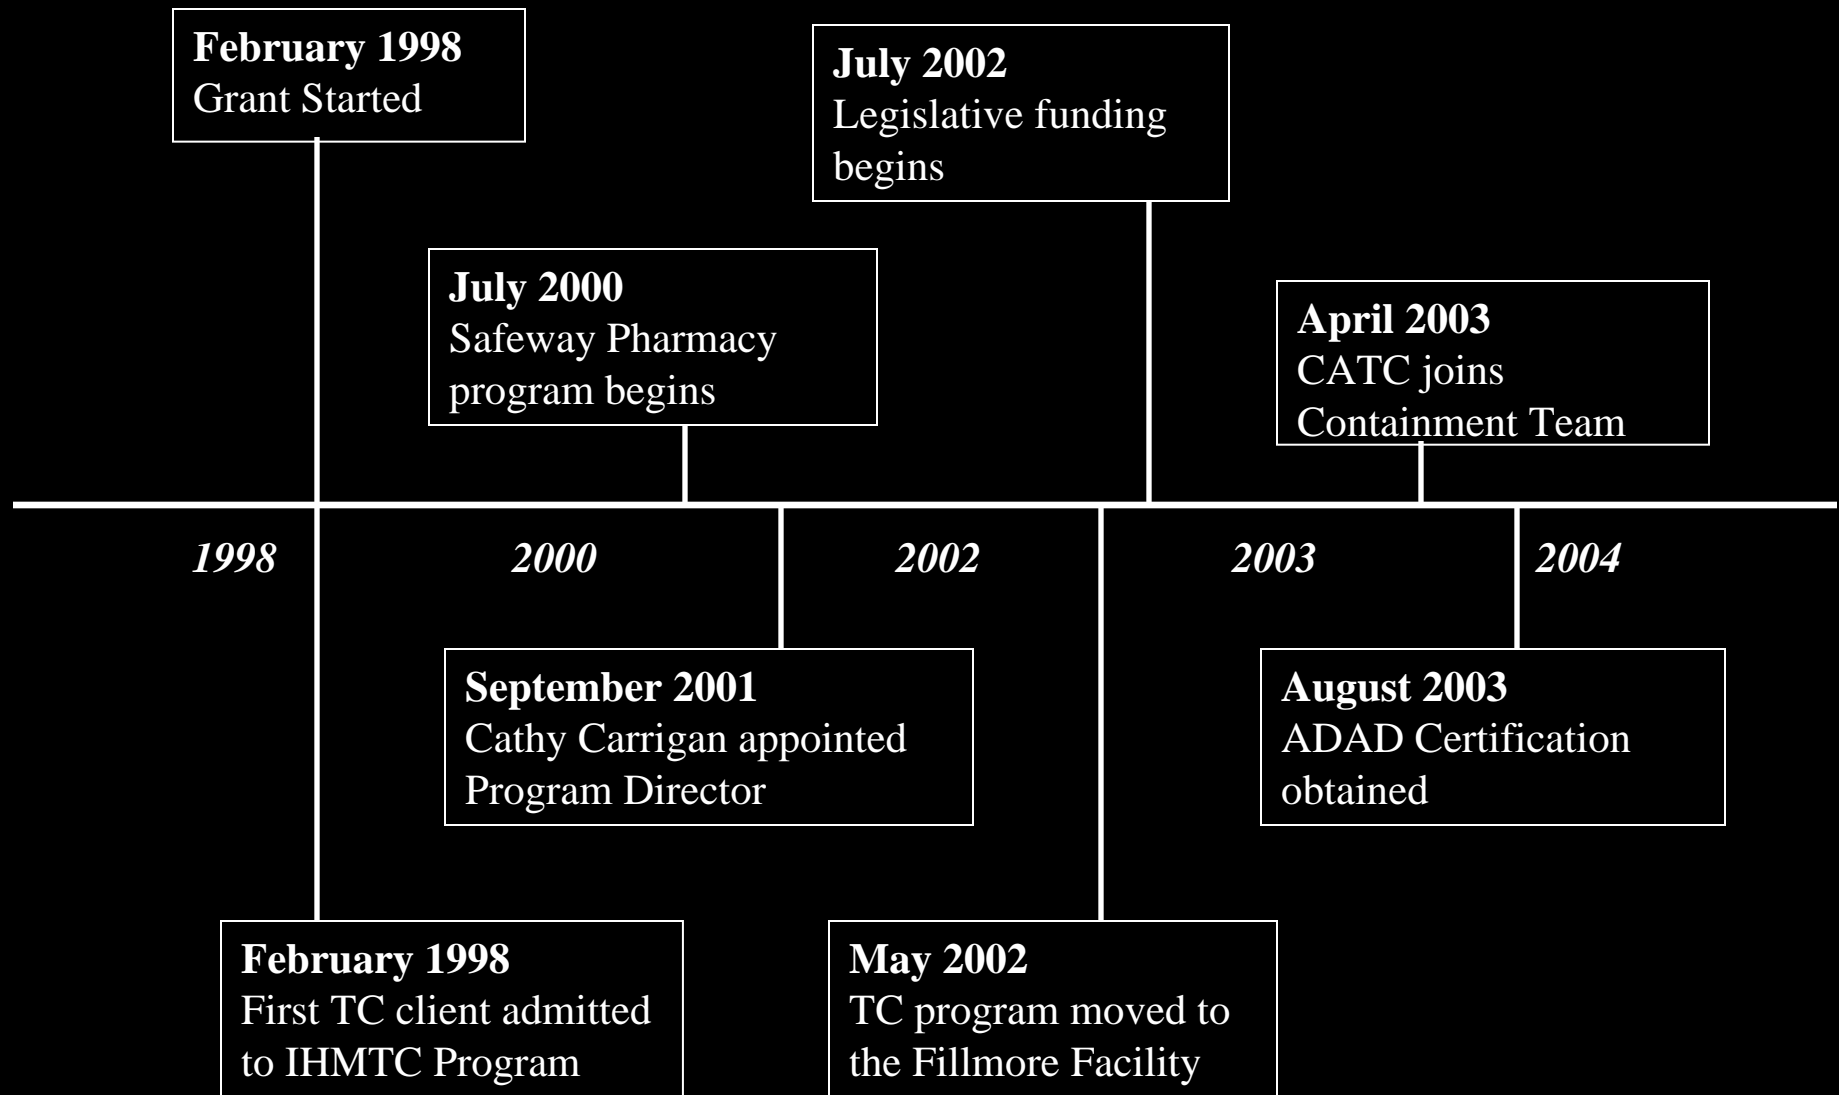 February 1998
Grant Started
July 2002
Legislative funding
begins
July 2000
Safeway Pharmacy
program begins
April 2003
CATC joins
Containment Team
1998
2000
2002
2003
2004
September 2001
Cathy Carrigan appointed
Program Director
August 2003
ADAD Certification
obtained
February 1998
First TC client admitted
to IHMTC Program
May 2002
TC program moved to
the Fillmore Facility